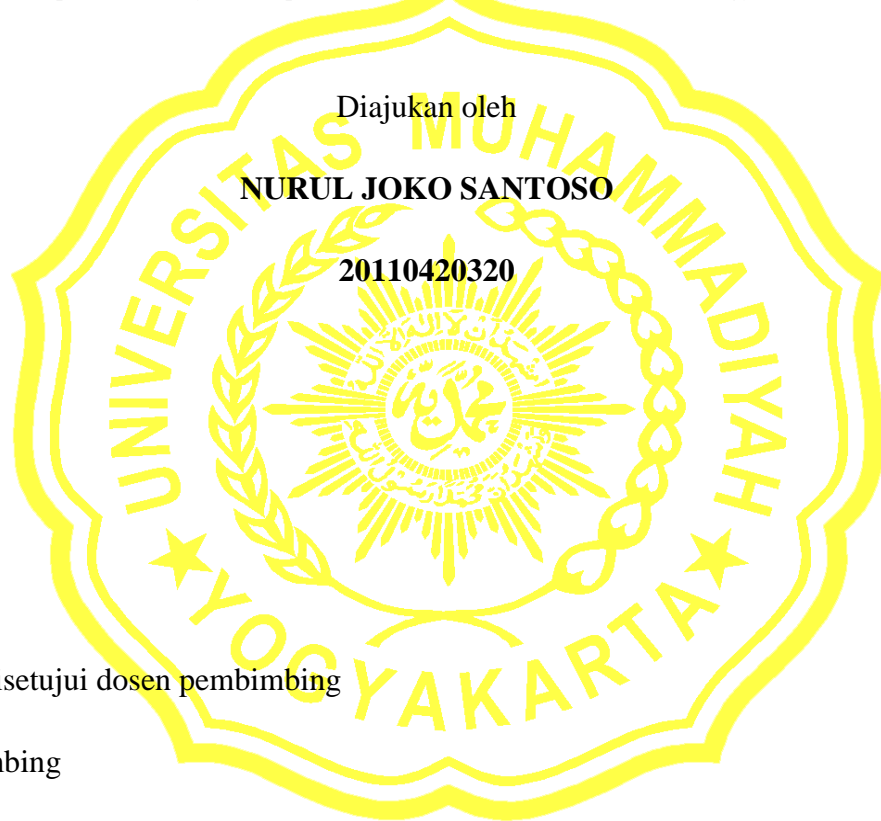 Diajukan oleh
UNIVERSITAS MUHAMMADIYAH
NURUL JOKO SANTOSO
20110420320
setujui dosen pembimbing
YOGYAKARTA
bing